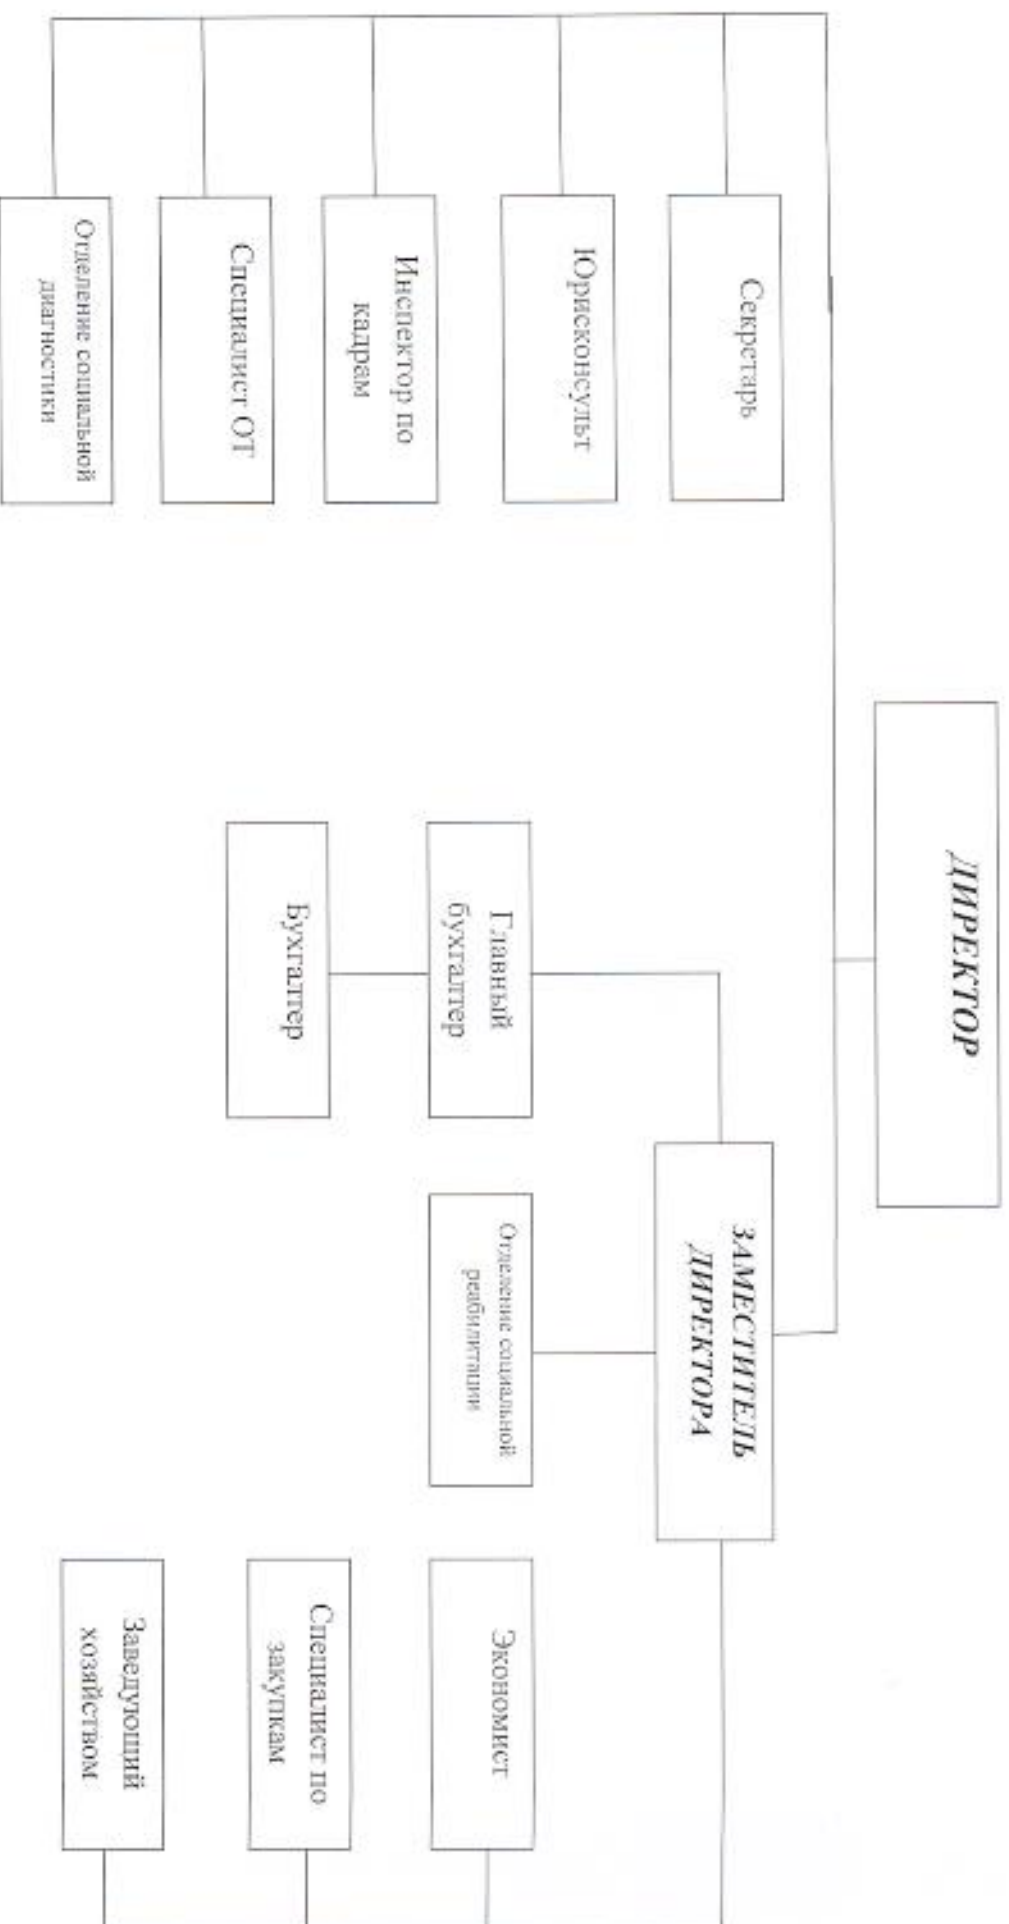 ДИРЕКТОР
ЗАМЕСТИТЕЛЬ
ДИРЕКТОРА
Секретарь
Юрисконсульт
Инспектор по
кадрам
Специалист ОТ
Отделение социальной
диагностики
Главный
бухгалтер
Бухгалтер
Отделение социальной
реабилитации
Экономист
Специалист по
закупкам
Заведующий
хозяйством